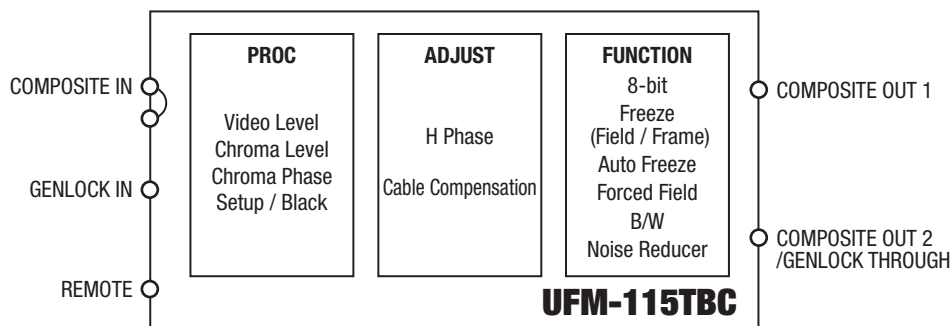 COMPOSITE IN
GENLOCK IN
REMOTE
PROC
Video Level
Chroma Level
Chroma Phase
Setup / Black
ADJUST
H Phase
Cable Compensation
FUNCTION
8-bit
Freeze
(Field / Frame)
Auto Freeze
Forced Field
B/W
Noise Reducer
UFM-115TBC
COMPOSITE OUT 1
COMPOSITE OUT 2
/GENLOCK THROUGH